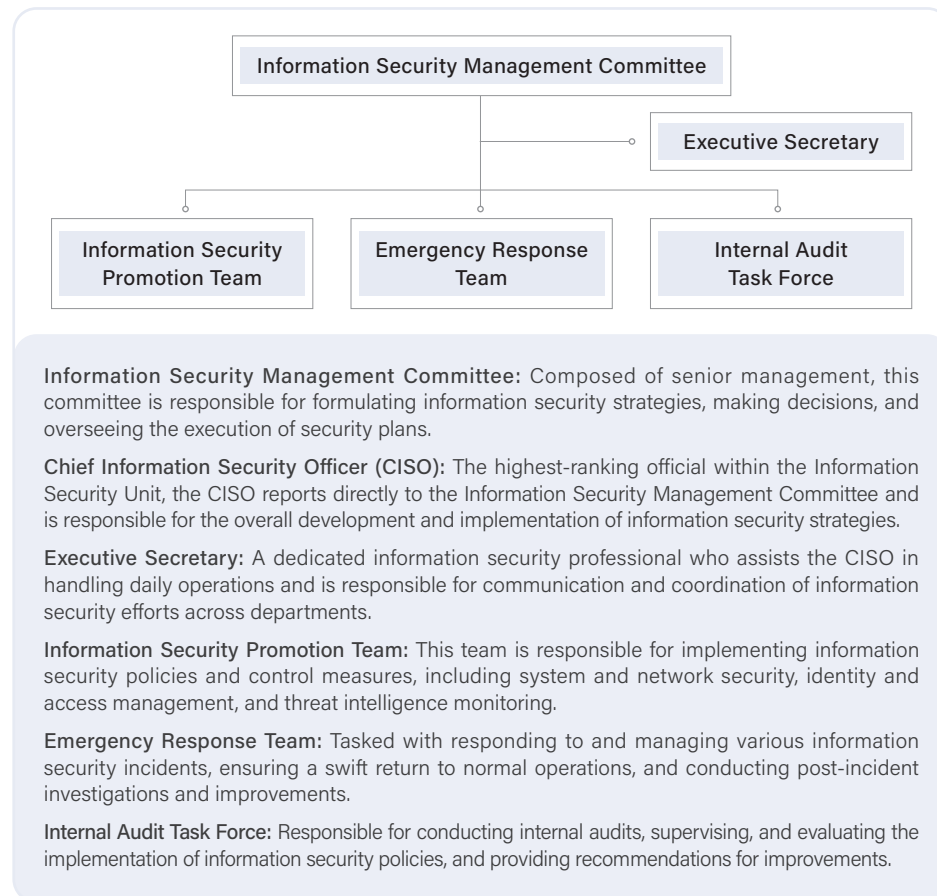 Information Security Management Committee
Executive Secretary
Information Security
Promotion Team
Emergency Response
Team
Internal Audit
Task Force
Information Security Management Committee: Composed of senior management, this
committee is responsible for formulating information security strategies, making decisions, and
overseeing the execution of security plans.
Chief Information Security Officer (CISO): The highest-ranking official within the Information
Security Unit, the CISO reports directly to the Information Security Management Committee and
is responsible for the overall development and implementation of information security strategies.
Executive Secretary: A dedicated information security professional who assists the CISO in
handling daily operations and is responsible for communication and coordination of information
security efforts across departments.
Information Security Promotion Team: This team is responsible for implementing information
security policies and control measures, including system and network security, identity and
access management, and threat intelligence monitoring.
Emergency Response Team: Tasked with responding to and managing various information
security incidents, ensuring a swift return to normal operations, and conducting post-incident
investigations and improvements.
Internal Audit Task Force: Responsible for conducting internal audits, supervising, and evaluating the
implementation of information security policies, and providing recommendations for improvements.